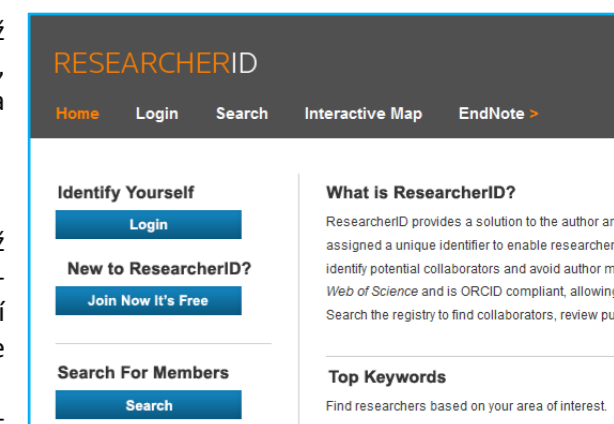 RESEARCHERID
Home Login Search Interactive Map EndNote >
Identify Yourself
Login
New to ResearcherID?
Join Now It's Free
Search For Members
Search
What is ResearcherID?
ResearcherID provides a solution to the author
assigned a unique identifier to enable
identify potential collaborators and avoid author
Web of Science and is ORCID compliant, allowing
Search the registry to find collaborators, review
Top Keywords
Find researchers based on your area of interest.